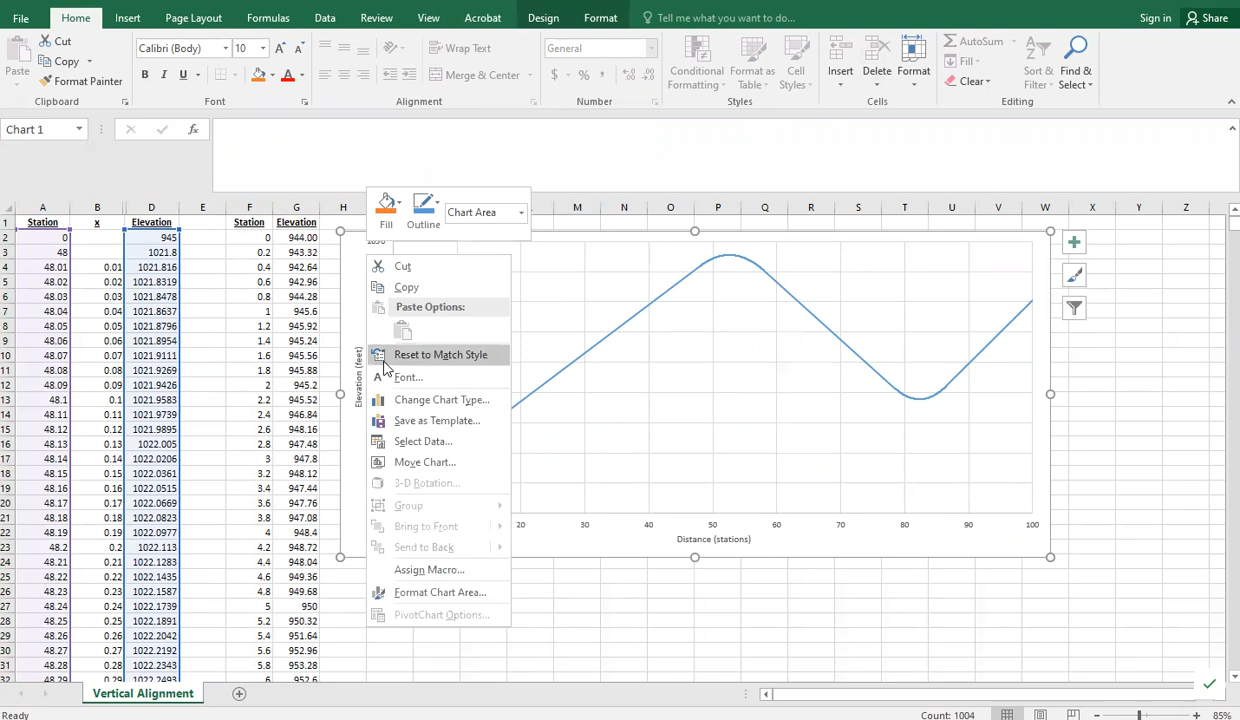 File Home Insert Page Layout Formulas Data Review View Acrobat Design Format Tell me what you want to do... Sign in Share
Paste Cut Copy Format Painter Clipboard
Calibri (Body) 10 A A B I U A Font
Wrap Text Merge & Center Alignment
General $ % , Number
Conditional Formatting Format as Table Cell Styles Styles
Insert Delete Format Cells
AutoSum Fill Clear Sort & Filter Find & Select Editing
Chart 1 fx
Fill Outline Chart Area
A B D E F G H M N O P Q R S T U V W X Y Z
1 Station x Elevation Station Elevation
2 0 945 0 944.00
3 48 1021.8 0.2 943.32
4 48.01 0.01 1021.816 0.4 942.64
5 48.02 0.02 1021.8319 0.6 942.96
6 48.03 0.03 1021.8478 0.8 944.28
7 48.04 0.04 1021.8637 1 945.6
8 48.05 0.05 1021.8796 1.2 945.92
9 48.06 0.06 1021.8954 1.4 945.24
10 48.07 0.07 1021.9111 1.6 945.56
11 48.08 0.08 1021.9269 1.8 945.88
12 48.09 0.09 1021.9426 2 945.2
13 48.1 0.1 1021.9583 2.2 945.52
14 48.11 0.11 1021.9739 2.4 946.84
15 48.12 0.12 1021.9895 2.6 948.16
16 48.13 0.13 1022.005 2.8 947.48
17 48.14 0.14 1022.0206 3 947.8
18 48.15 0.15 1022.0361 3.2 948.12
19 48.16 0.16 1022.0515 3.4 947.44
20 48.17 0.17 1022.0669 3.6 947.76
21 48.18 0.18 1022.0823 3.8 947.08
22 48.19 0.19 1022.0977 4 948.4
23 48.2 0.2 1022.113 4.2 948.72
24 48.21 0.21 1022.1283 4.4 948.04
25 48.22 0.22 1022.1435 4.6 949.36
26 48.23 0.23 1022.1587 4.8 949.68
27 48.24 0.24 1022.1739 5 950
28 48.25 0.25 1022.1891 5.2 950.32
29 48.26 0.26 1022.2042 5.4 951.64
30 48.27 0.27 1022.2192 5.6 952.96
31 48.28 0.28 1022.2343 5.8 953.28
32 48.29 0.29 1022.2493 6 952.6
Cut
Copy
Paste Options:
Reset to Match Style
Font...
Change Chart Type...
Save as Template...
Select Data...
Move Chart...
3-D Rotation...
Group
Bring to Front
Send to Back
Assign Macro...
Format Chart Area...
PivotChart Options...
Elevation (feet)
20 30 40 50 60 70 80 90 100
Distance (stations)
Vertical Alignment
Ready Count: 1004 85%